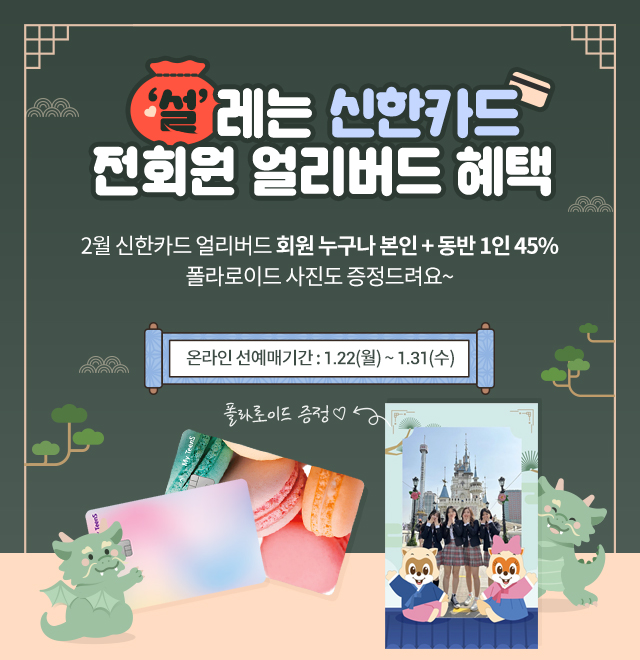 '설'레는 신한카드
전회원 얼리버드 혜택
2월 신한카드 얼리버드 회원 누구나 본인 + 동반 1인 45%
폴라로이드 사진도 증정드려요~
온라인 선예매기간 : 1.22(월) ~ 1.31(수)
폴라로이드 증정♡
My TeenS
TeenS